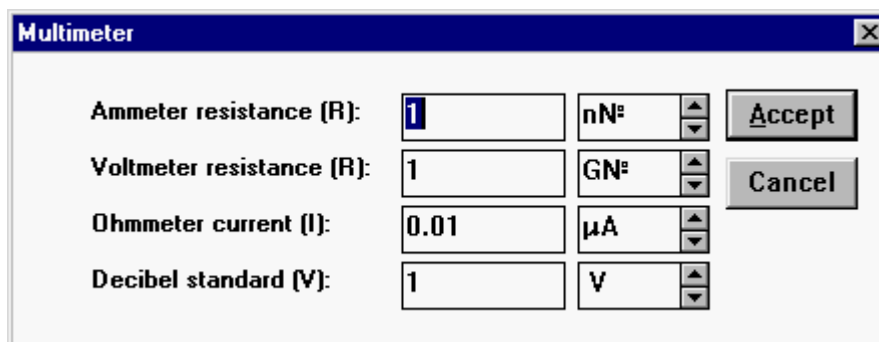 Multimeter
Ammeter resistance (R): 1 nNº Accept
Voltmeter resistance (R): 1 GNº Cancel
Ohmmeter current (I): 0.01 µA
Decibel standard (V): 1 V